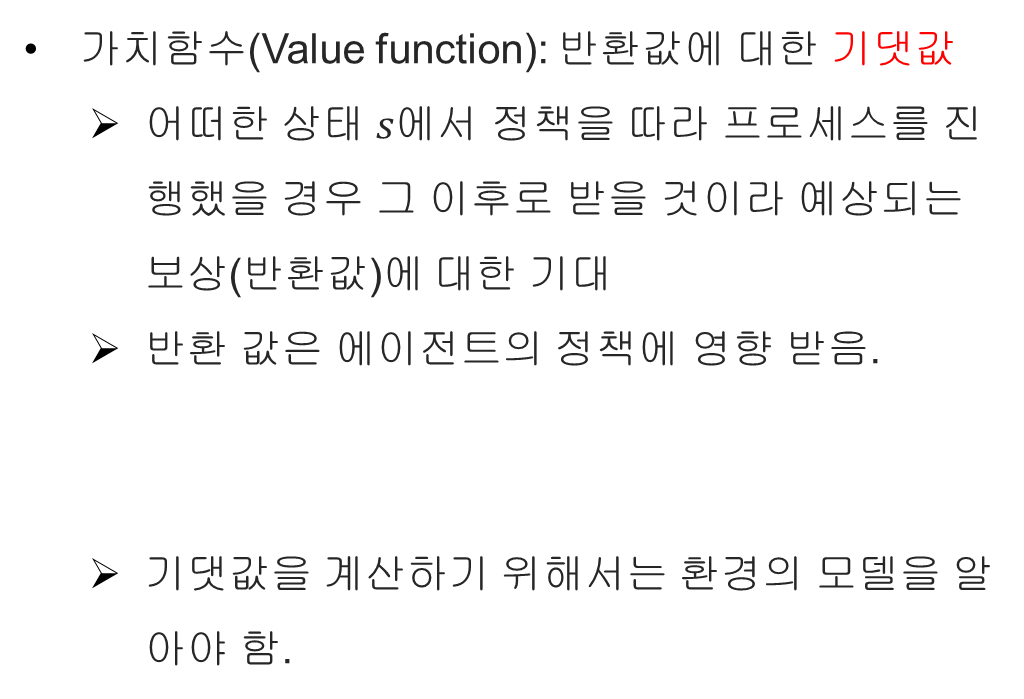 • 가치함수(Value function): 반환값에 대한 기댓값
➢ 어떠한 상태 s에서 정책을 따라 프로세스를 진
행했을 경우 그 이후로 받을 것이라 예상되는
보상(반환값)에 대한 기대
➢ 반환 값은 에이전트의 정책에 영향 받음.
➢ 기댓값을 계산하기 위해서는 환경의 모델을 알
아야 함.